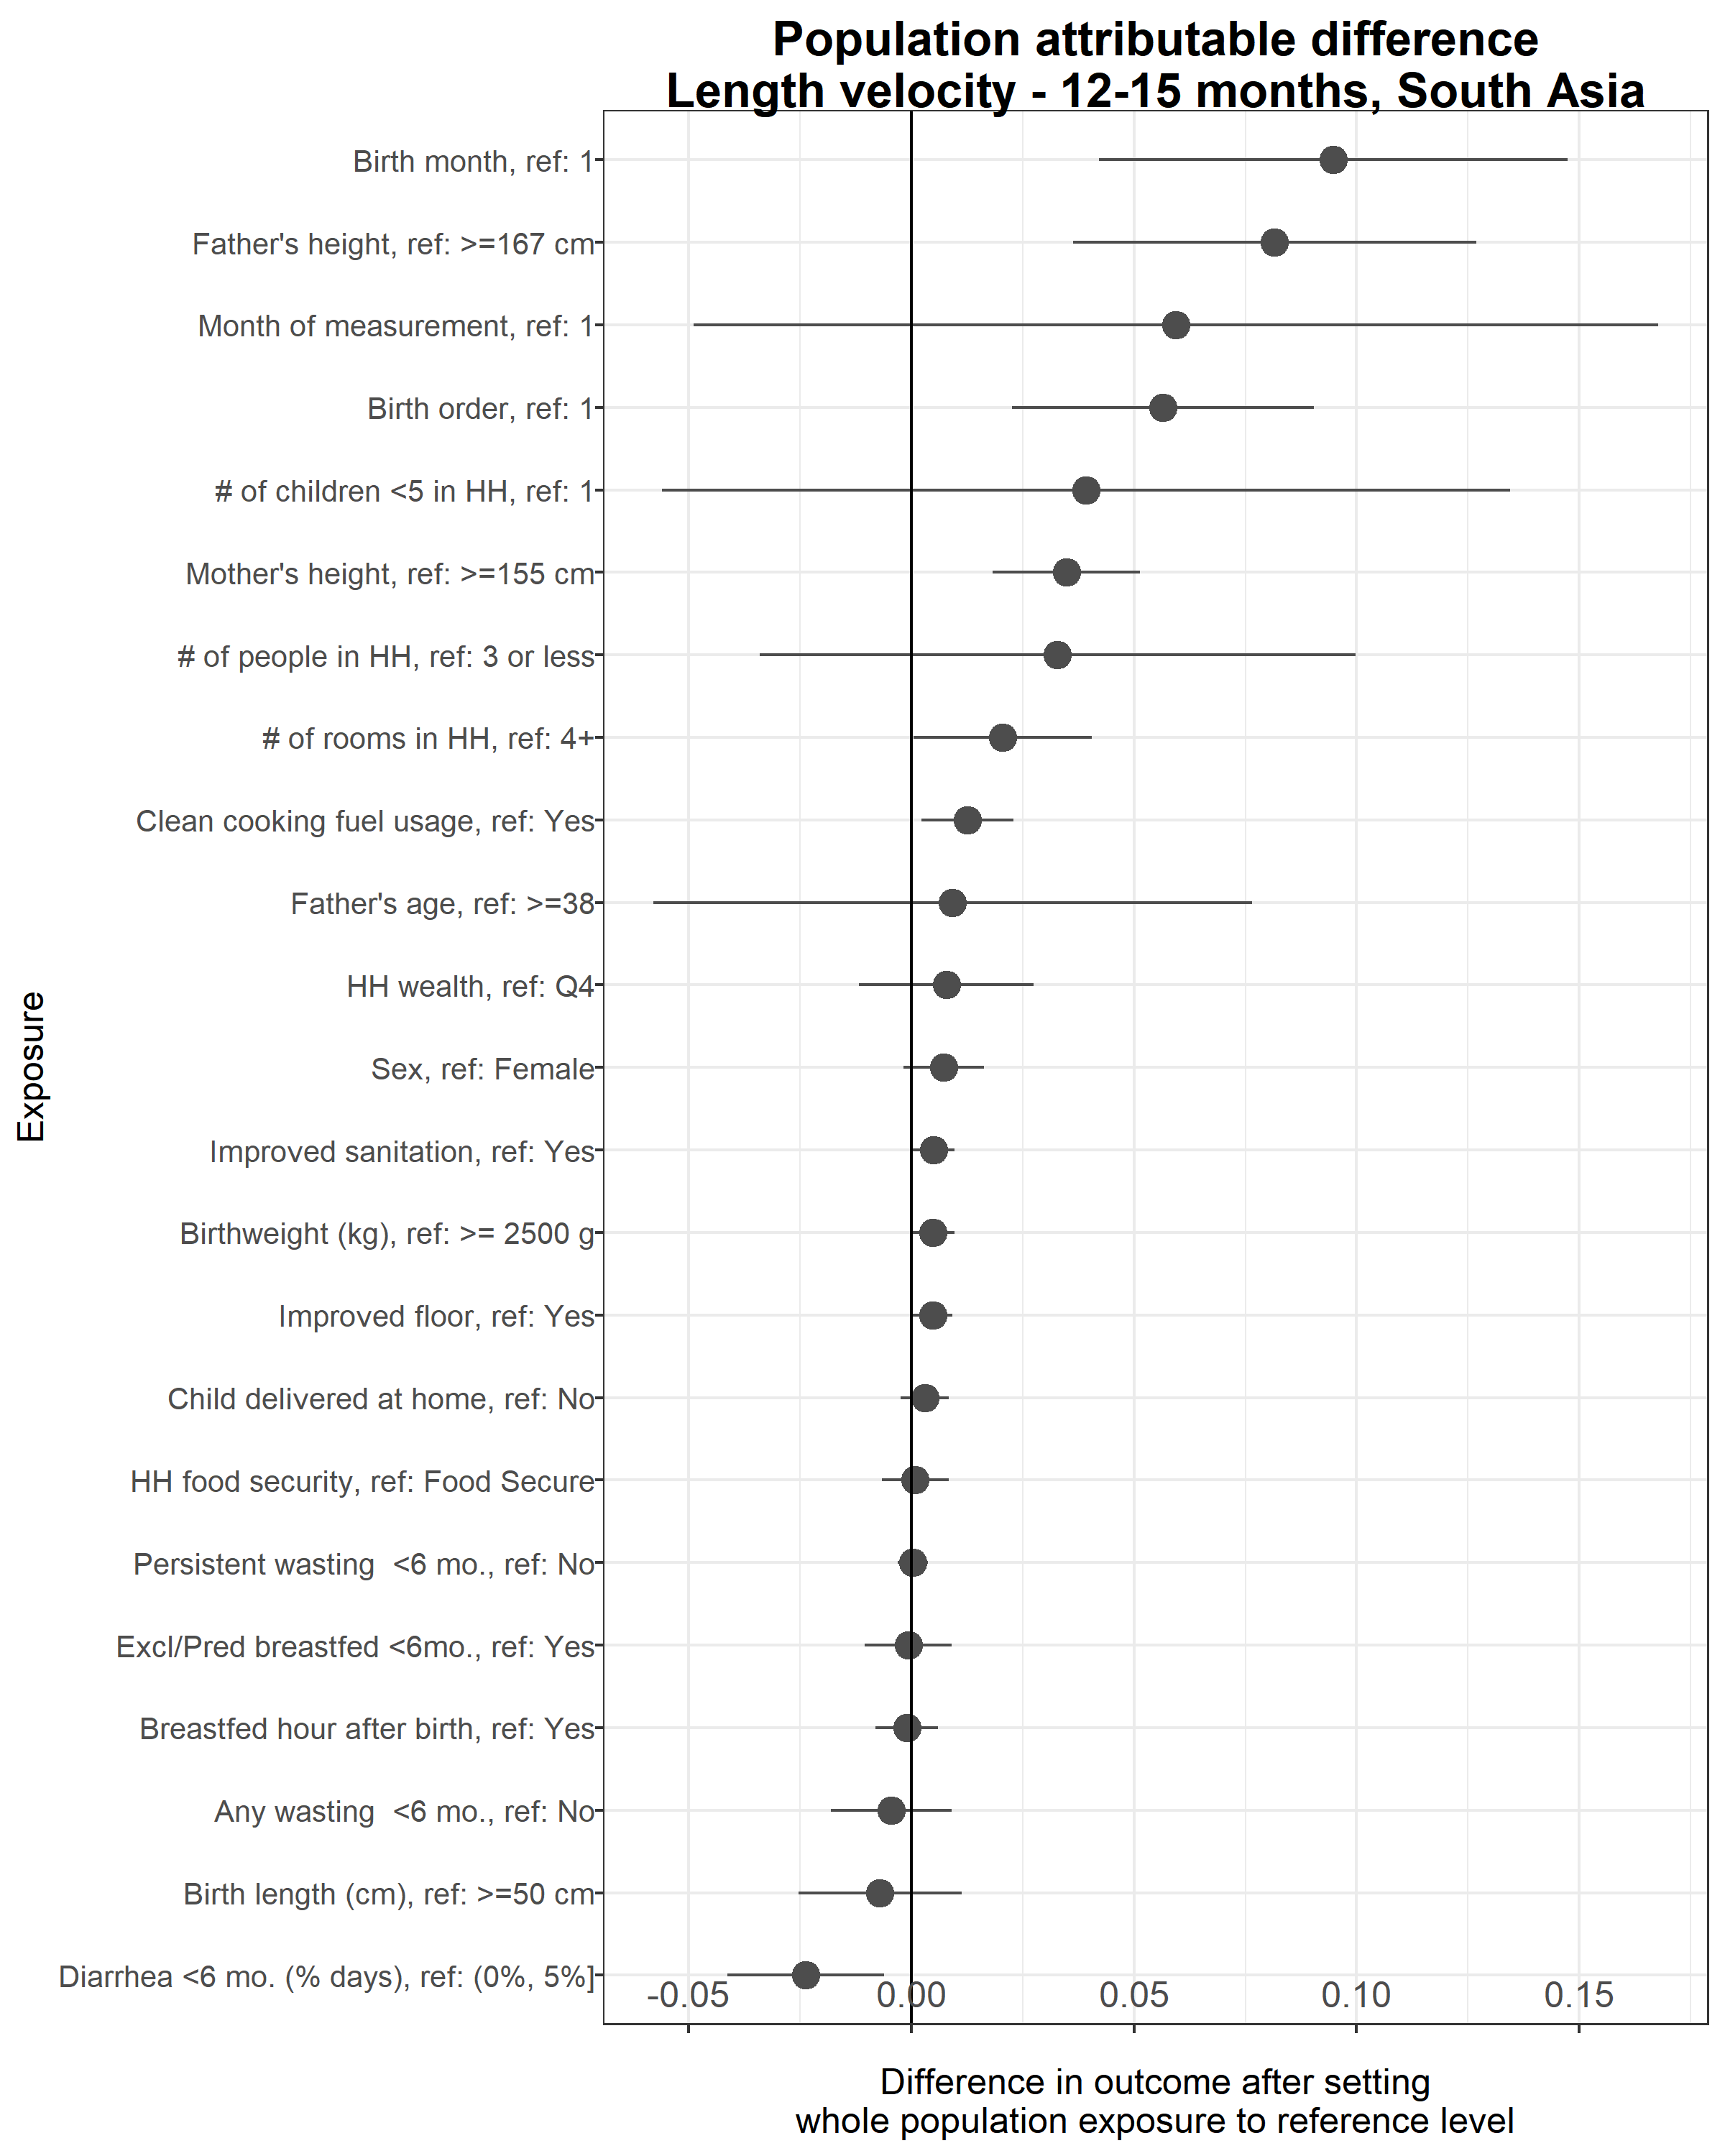 Population attributable difference
Length velocity - 12-15 months, South Asia
Exposure
Birth month, ref: 1
Father's height, ref: >=167 cm
Month of measurement, ref: 1
Birth order, ref: 1
# of children <5 in HH, ref: 1
Mother's height, ref: >=155 cm
# of people in HH, ref: 3 or less
# of rooms in HH, ref: 4+
Clean cooking fuel usage, ref: Yes
Father's age, ref: >=38
HH wealth, ref: Q4
Sex, ref: Female
Improved sanitation, ref: Yes
Birthweight (kg), ref: >= 2500 g
Improved floor, ref: Yes
Child delivered at home, ref: No
HH food security, ref: Food Secure
Persistent wasting  <6 mo., ref: No
Excl/Pred breastfed <6mo., ref: Yes
Breastfed hour after birth, ref: Yes
Any wasting  <6 mo., ref: No
Birth length (cm), ref: >=50 cm
Diarrhea <6 mo. (% days), ref: (0%, 5%]
-0.05 0.00 0.05 0.10 0.15
Difference in outcome after setting
whole population exposure to reference level